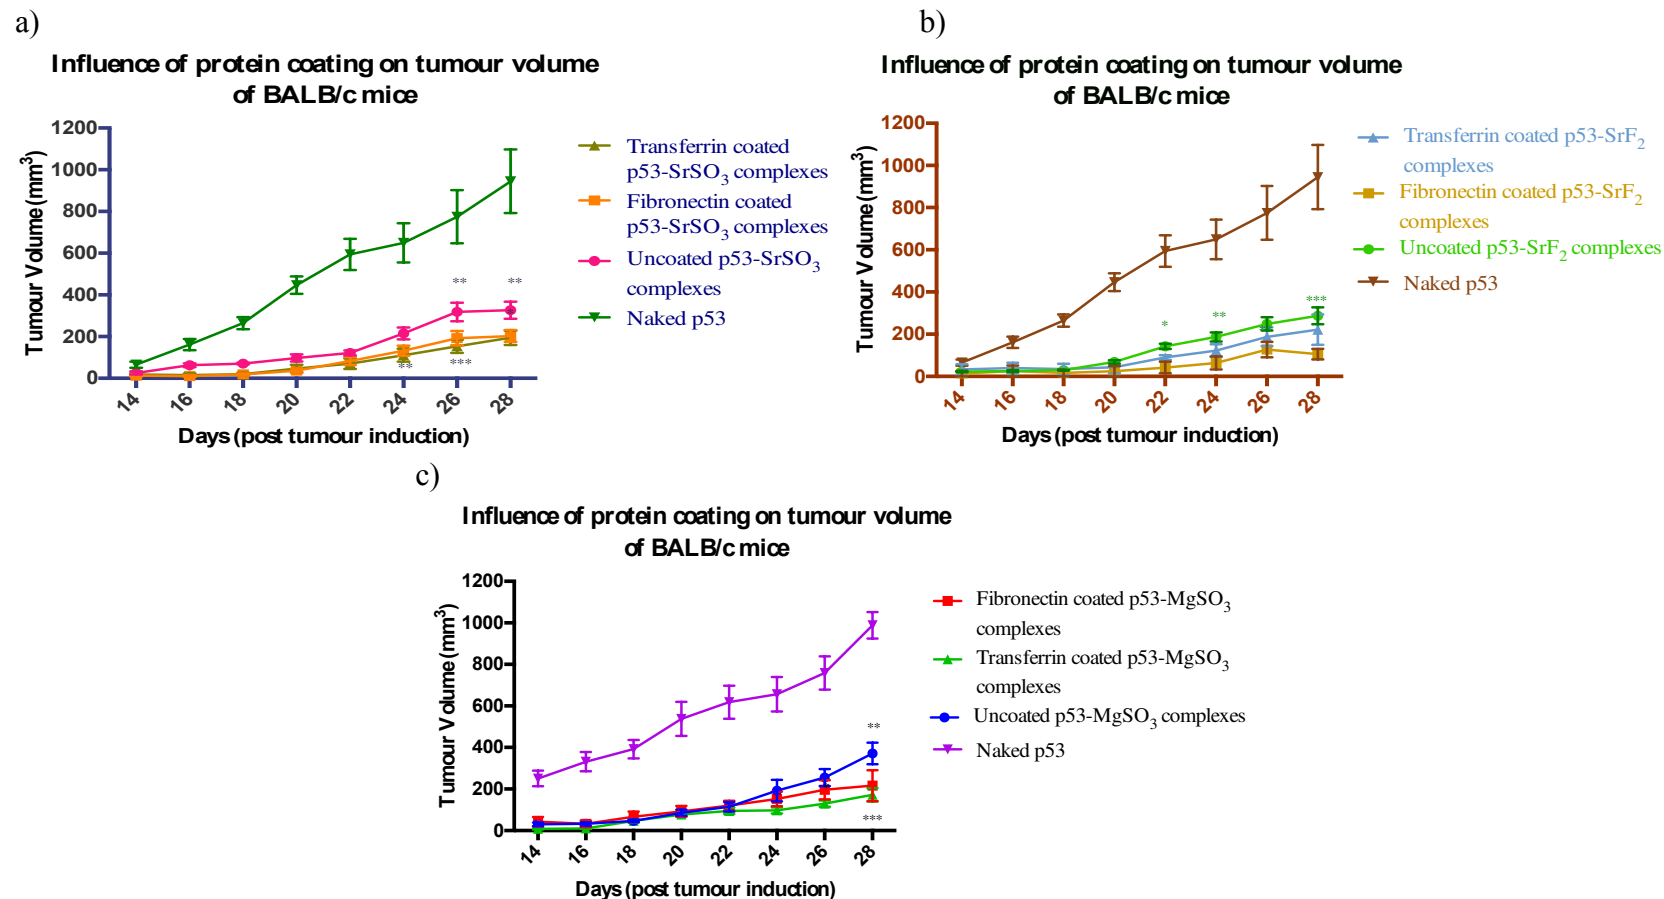 a)
Influence of protein coating on tumour volume
of BALB/c mice
Tumour Volume (mm³)
1200
1000
800
600
400
200
0
** **
** ***
14 16 18 20 22 24 26 28
Days (post tumour induction)
Transferrin coated
p53-SrSO₃ complexes
Fibronectin coated
p53-SrSO₃ complexes
Uncoated p53-SrSO₃
complexes
Naked p53
b)
Influence of protein coating on tumour volume
of BALB/c mice
Tumour Volume (mm³)
1200
1000
800
600
400
200
0
* ** ***
14 16 18 20 22 24 26 28
Days (post tumour induction)
Transferrin coated p53-SrF₂
complexes
Fibronectin coated p53-SrF₂
complexes
Uncoated p53-SrF₂ complexes
Naked p53
c)
Influence of protein coating on tumour volume
of BALB/c mice
Tumour Volume (mm³)
1200
1000
800
600
400
200
0
**
***
14 16 18 20 22 24 26 28
Days (post tumour induction)
Fibronectin coated p53-MgSO₃
complexes
Transferrin coated p53-MgSO₃
complexes
Uncoated p53-MgSO₃ complexes
Naked p53